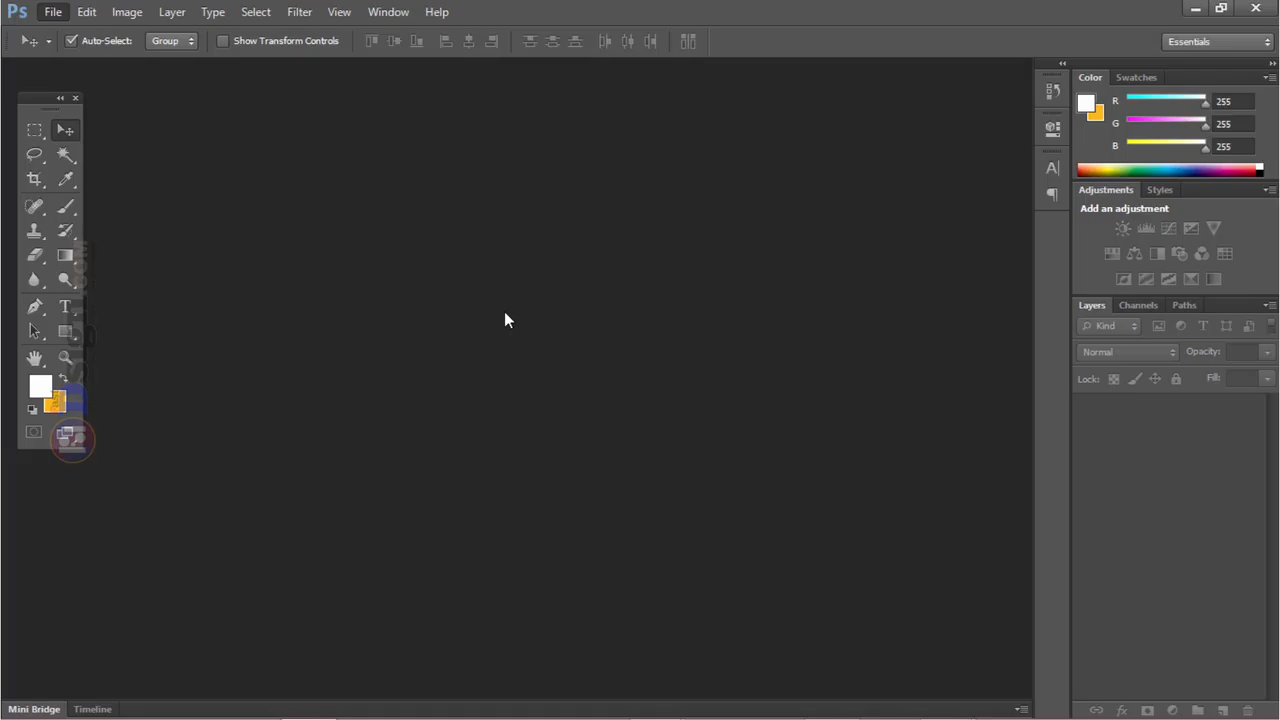 Ps File Edit Image Layer Type Select Filter View Window Help
Auto-Select: Group Show Transform Controls Essentials
Color Swatches
R 255
G 255
B 255
Adjustments Styles
Add an adjustment
Layers Channels Paths
Kind
Normal Opacity:
Lock: Fill:
Mini Bridge Timeline